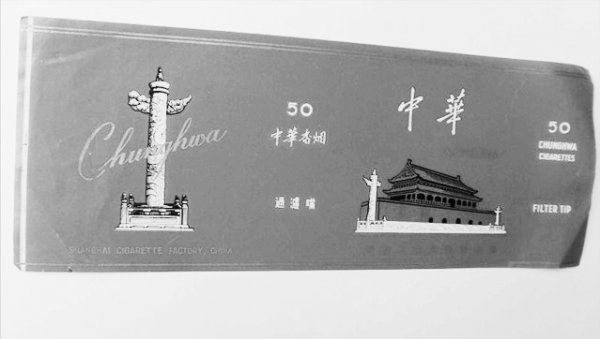 Chunghwa
50
中華香烟
過濾嘴
SHANGHAI CIGARETTE FACTORY, CHINA
中華
50
CHUNGHWA
CIGARETTES
FILTER TIP